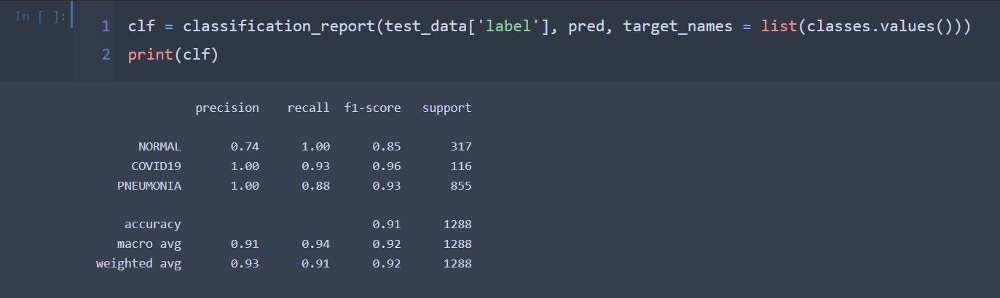 In [ ]:
1 clf = classification_report(test_data['label'], pred, target_names = list(classes.values()))
2 print(clf)
precision recall f1-score support
NORMAL 0.74 1.00 0.85 317
COVID19 1.00 0.93 0.96 116
PNEUMONIA 1.00 0.88 0.93 855
accuracy 0.91 1288
macro avg 0.91 0.94 0.92 1288
weighted avg 0.93 0.91 0.92 1288